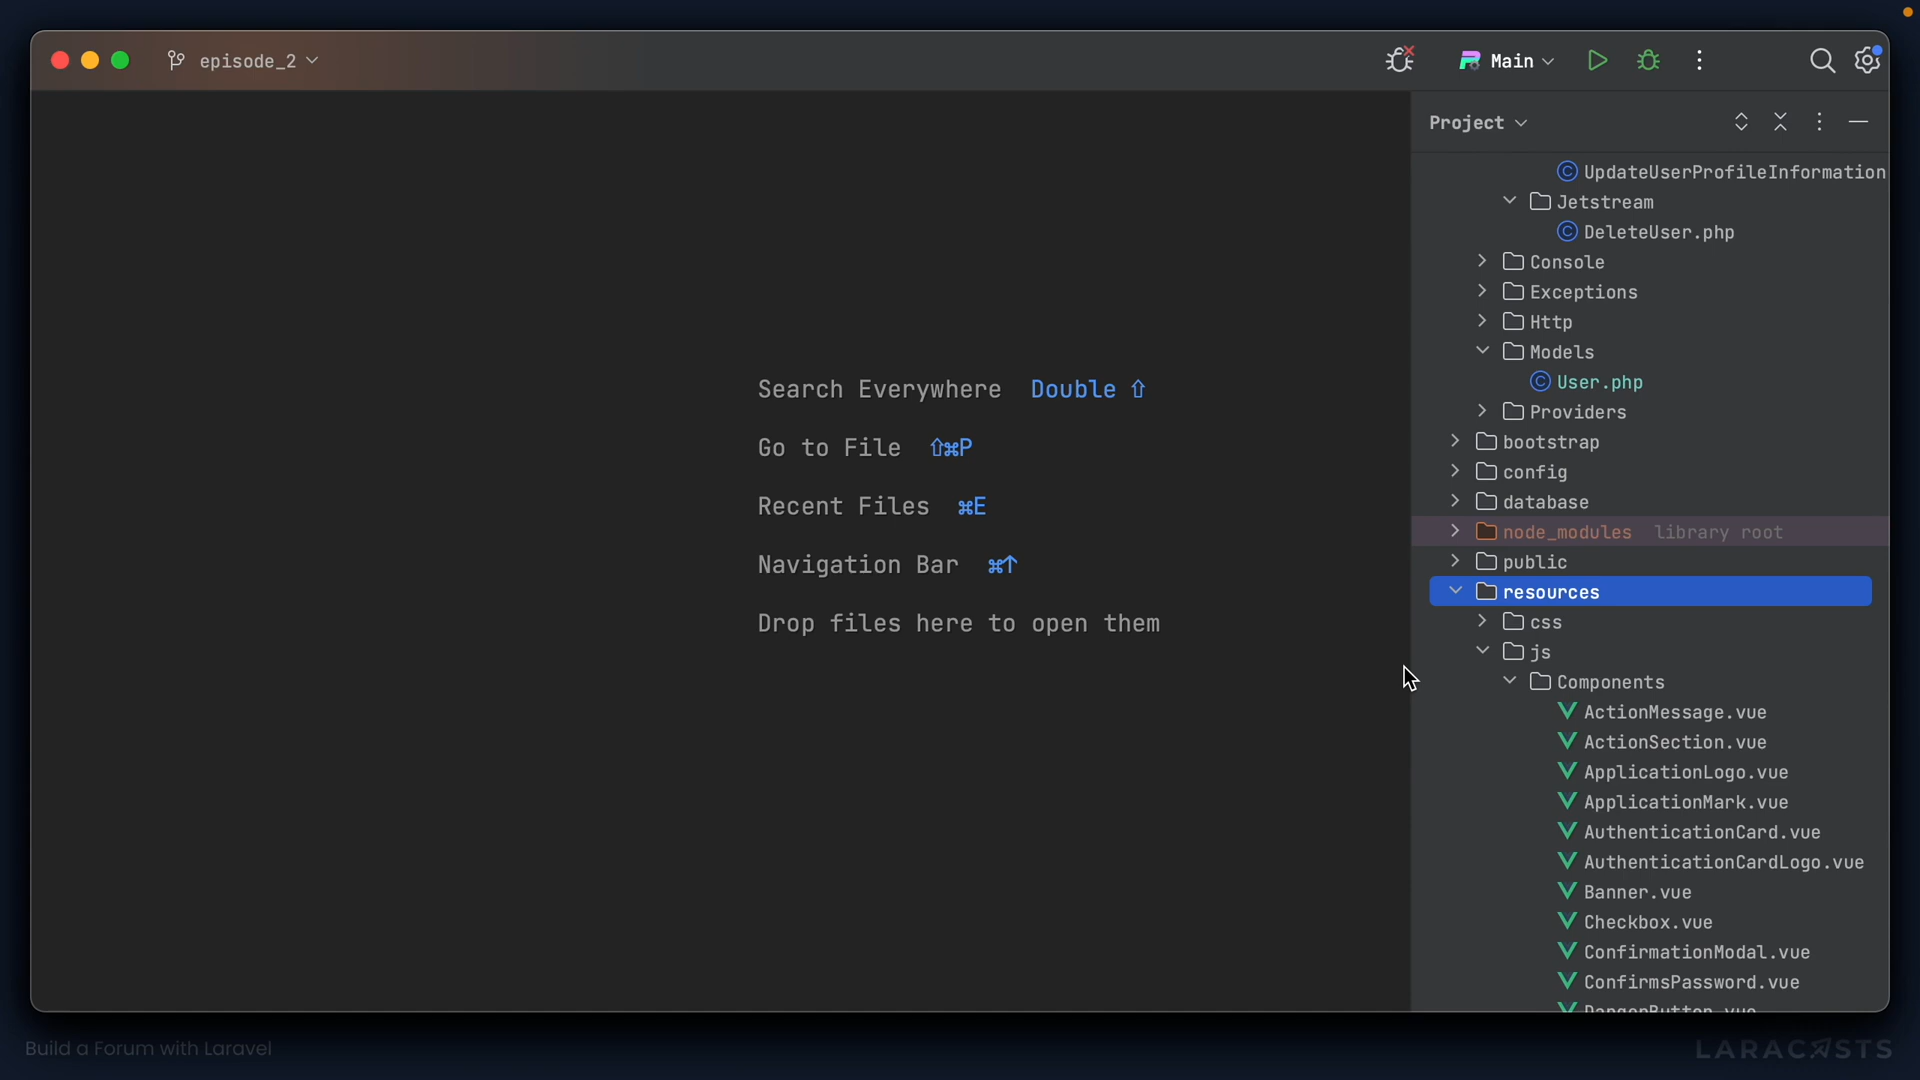 episode_2
Main
Project
UpdateUserProfileInformation
Jetstream
DeleteUser.php
Console
Exceptions
Http
Models
User.php
Providers
bootstrap
config
database
node_modules library root
public
resources
css
js
Components
ActionMessage.vue
ActionSection.vue
ApplicationLogo.vue
ApplicationMark.vue
AuthenticationCard.vue
AuthenticationCardLogo.vue
Banner.vue
Checkbox.vue
ConfirmationModal.vue
ConfirmsPassword.vue
DangerButton.vue
Search Everywhere Double ⇧
Go to File ⇧⌘P
Recent Files ⌘E
Navigation Bar ⌘↑
Drop files here to open them
Build a Forum with Laravel
LARACASTS